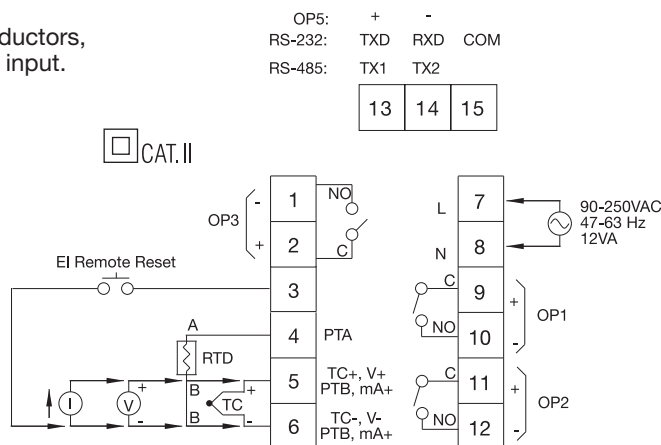 ductors,
input.
OP5: + -
RS-232: TXD RXD COM
RS-485: TX1 TX2
13 14 15
CAT. II
OP3
-
+
1
2
3
4
5
6
NO
C
EI Remote Reset
A
RTD
PTA
B
B
TC
+
-
I
V
+
-
TC+, V+
PTB, mA+
TC-, V-
PTB, mA+
L
N
7
8
9
10
11
12
90-250VAC
47-63 Hz
12VA
C
NO
+
-
OP1
C
NO
+
-
OP2